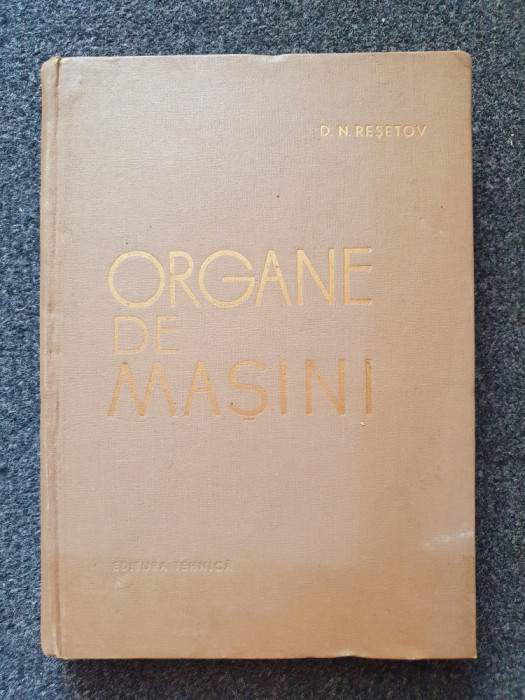 D. N. REȘETOV
ORGANE
DE
MAȘINI
EDITURA TEHNICĂ